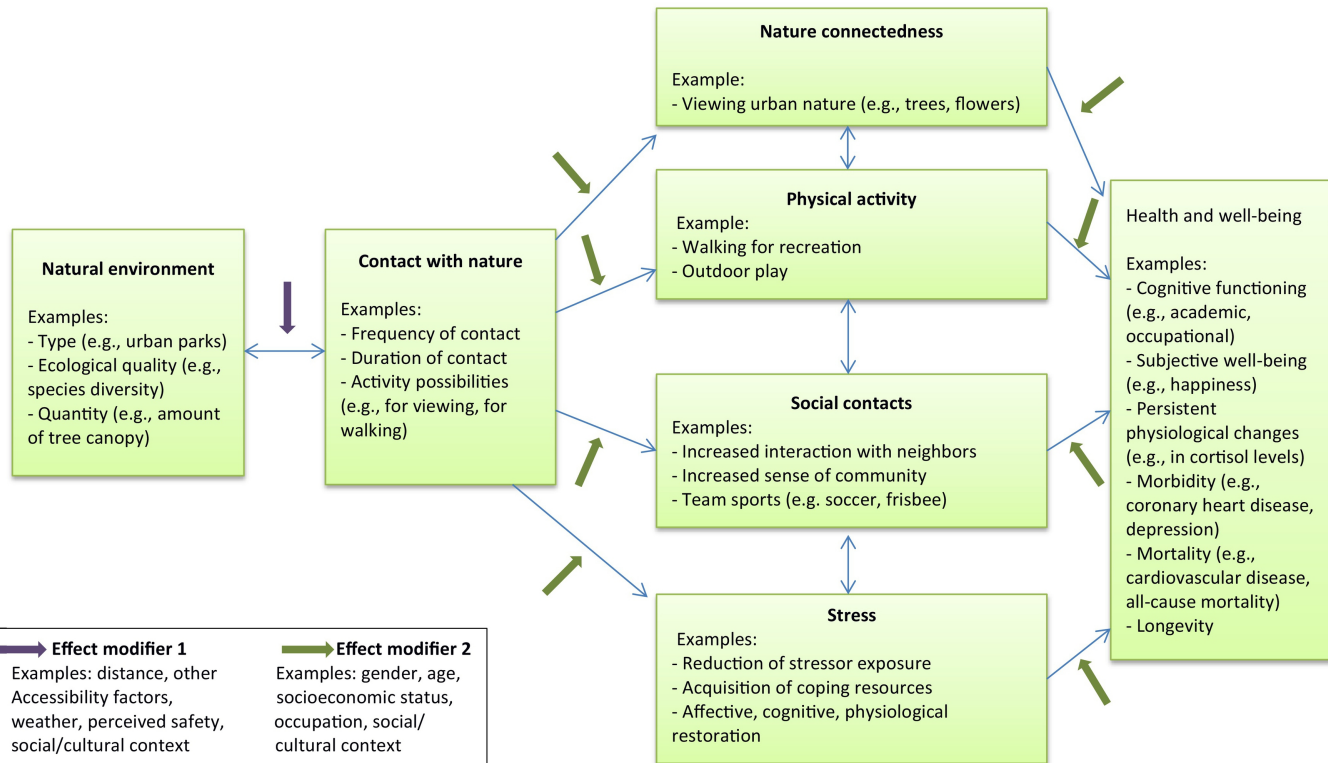 Nature connectedness
Example:
- Viewing urban nature (e.g., trees, flowers)
Physical activity
Example:
- Walking for recreation
- Outdoor play
Natural environment
Examples:
- Type (e.g., urban parks)
- Ecological quality (e.g.,
species diversity)
- Quantity (e.g., amount
of tree canopy)
Contact with nature
Examples:
- Frequency of contact
- Duration of contact
- Activity possibilities
(e.g., for viewing, for
walking)
Social contacts
Examples:
- Increased interaction with neighbors
- Increased sense of community
- Team sports (e.g. soccer, frisbee)
Stress
Examples:
- Reduction of stressor exposure
- Acquisition of coping resources
- Affective, cognitive, physiological
restoration
Health and well-being
Examples:
- Cognitive functioning
(e.g., academic,
occupational)
- Subjective well-being
(e.g., happiness)
- Persistent
physiological changes
(e.g., in cortisol levels)
- Morbidity (e.g.,
coronary heart disease,
depression)
- Mortality (e.g.,
cardiovascular disease,
all-cause mortality)
- Longevity
Effect modifier 1
Examples: distance, other
Accessibility factors,
weather, perceived safety,
social/cultural context
Effect modifier 2
Examples: gender, age,
socioeconomic status,
occupation, social/
cultural context